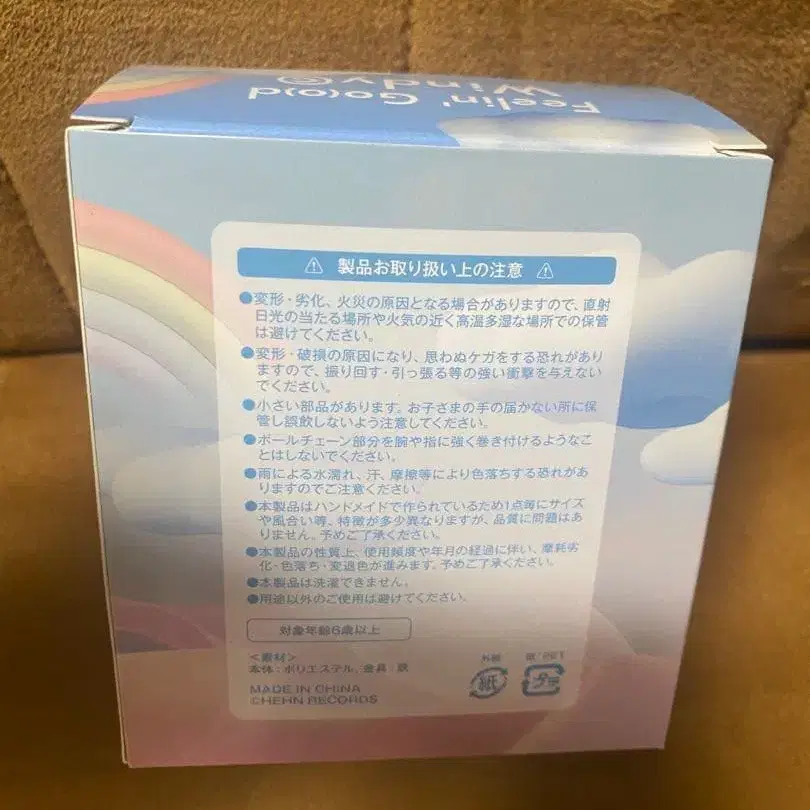 Feelin' Go(o)d
Windy
⚠ 製品お取り扱い上の注意 ⚠
●変形・劣化、火災の原因となる場合がありますので、直射
日光の当たる場所や火気の近く高温多湿な場所での保管
は避けてください。
●変形・破損の原因になり、思わぬケガをする恐れがあり
ますので、振り回す・引っ張る等の強い衝撃を与えない
でください。
●小さい部品があります。お子さまの手の届かない所に保
管し誤飲しないよう注意してください。
●ボールチェーン部分を腕や指に強く巻き付けるようなこ
とはしないでください。
●雨による水濡れ、汗、摩擦等により色落ちする恐れがあ
りますのでご注意ください。
●本製品はハンドメイドで作られているため1点毎にサイズ
や風合い等、特徴が多少異なりますが、品質に問題はあ
りません。予めご了承ください。
●本製品の性質上、使用頻度や年月の経過に伴い、摩耗劣
化・色落ち・変退色が進みます。予めご了承ください。
●本製品は洗濯できません。
●用途以外のご使用は避けてください。
対象年齢6歳以上
＜素材＞
本体：ポリエステル、金具：鉄
MADE IN CHINA
©HEHN RECORDS
外箱
紙
プラ